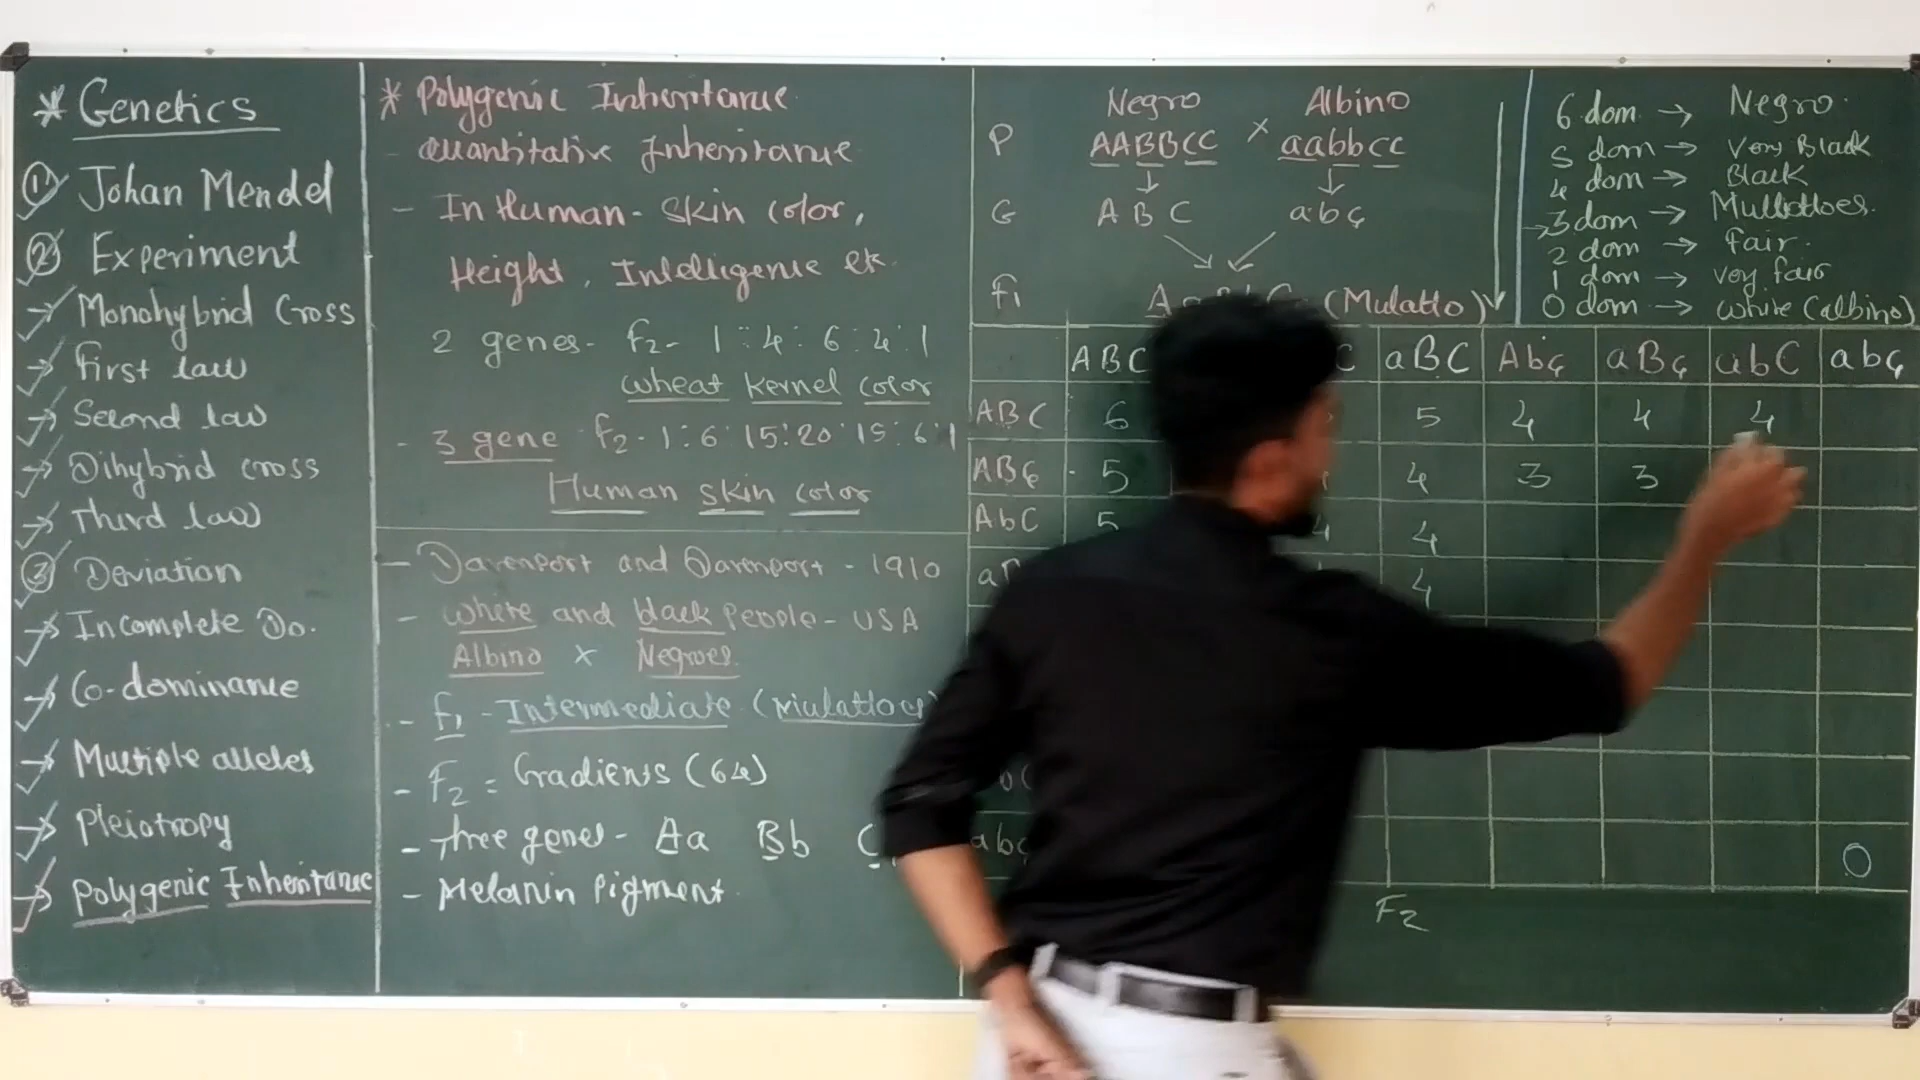 * Genetics
① Johan Mendel
② Experiment
→ Monohybrid Cross
→ First law
→ Second law
→ Dihybrid cross
→ Third law
③ Deviation
→ Incomplete Do.
→ Co-dominance
→ Multiple alleles
→ Pleiotropy
→ Polygenic Inheritance
* Polygenic Inheritance
- Quantitative Inheritance
- In Human - Skin color,
Height, Intelligence etc
2 genes - F2 - 1 : 4 : 6 : 4 : 1
wheat kernel color
- 3 gene F2 - 1 : 6 : 15 : 20 : 15 : 6 : 1
Human skin color
- Davenport and Davenport - 1910
- white and black people - USA
Albino x Negroes
- F1 - Intermediate (Mulattoes)
- F2 = Gradients (64)
- Three genes - Aa Bb C
- Melanin Pigment
Negro Albino
P AABBCC x aabbcc
G ABC abc
F1 A (Mulatto)
6 dom → Negro.
5 dom → Very Black
4 dom → Black
→ 3 dom → Mullottoes.
2 dom → Fair.
1 dom → very fair
0 dom → white (albino)
ABC C aBC Abc aBc abC abc
ABC 6 5 4 4 4
ABc 5 4 3 3
AbC 5 4 4
a 4
abc 0
F2